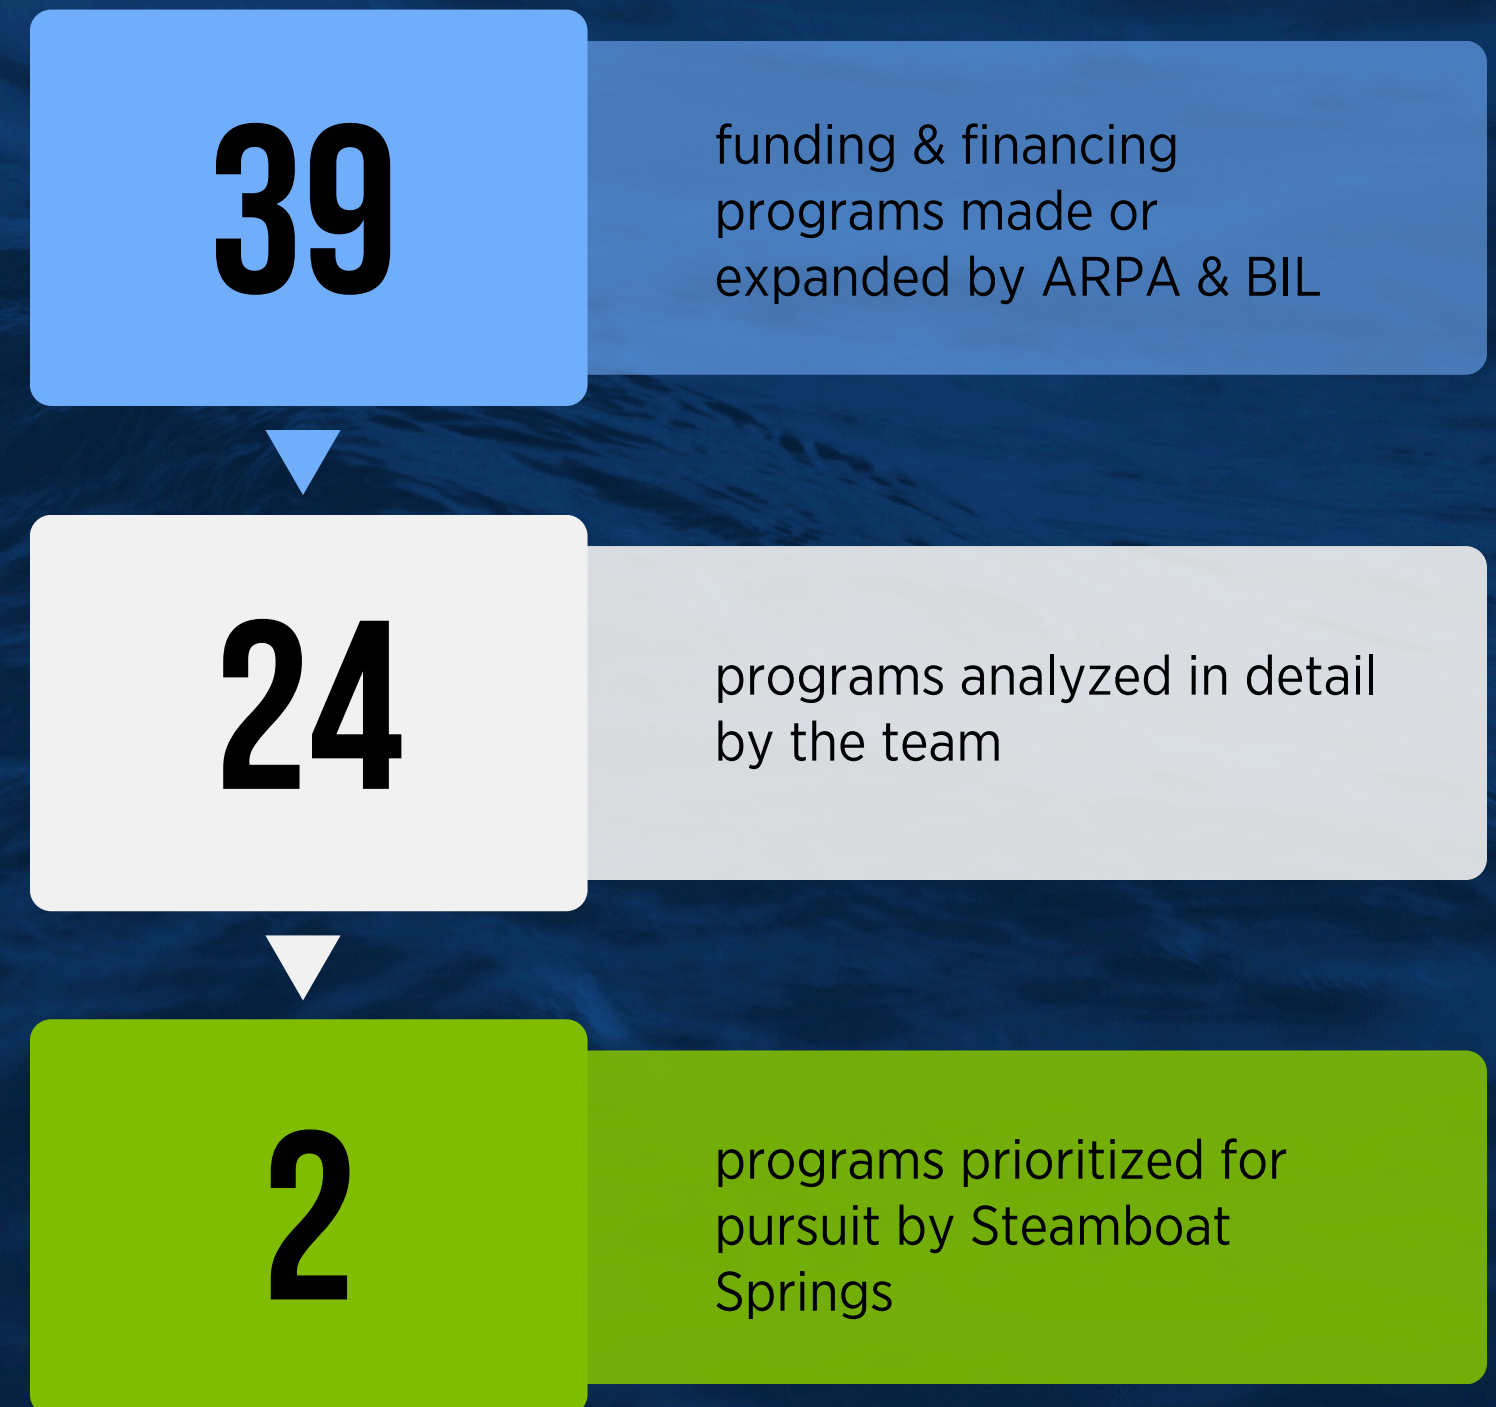 39
funding & financing
programs made or
expanded by ARPA & BIL
24
programs analyzed in detail
by the team
2
programs prioritized for
pursuit by Steamboat
Springs